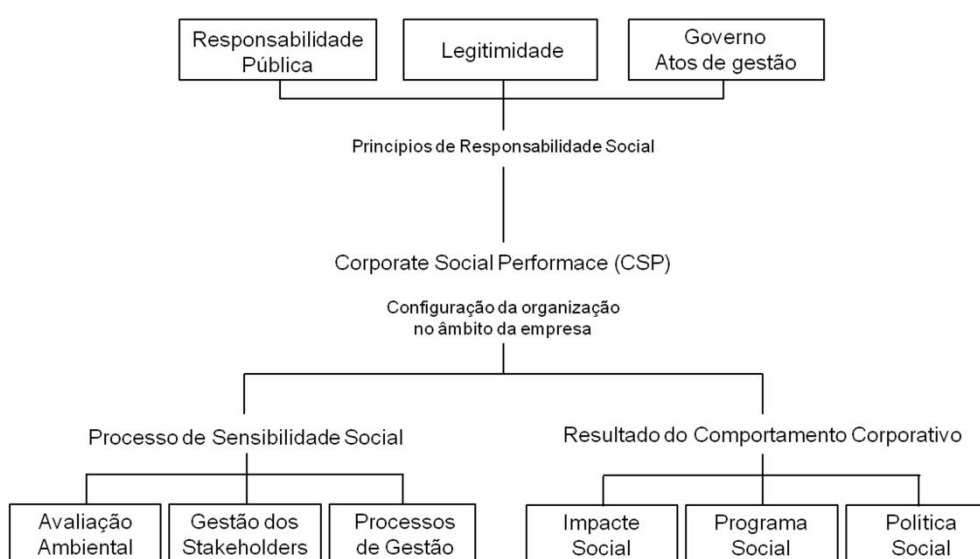 Responsabilidade
Pública
Legitimidade
Governo
Atos de gestão
Princípios de Responsabilidade Social
Corporate Social Performace (CSP)
Configuração da organização
no âmbito da empresa
Processo de Sensibilidade Social
Resultado do Comportamento Corporativo
Avaliação
Ambiental
Gestão dos
Stakeholders
Processos
de Gestão
Impacte
Social
Programa
Social
Política
Social